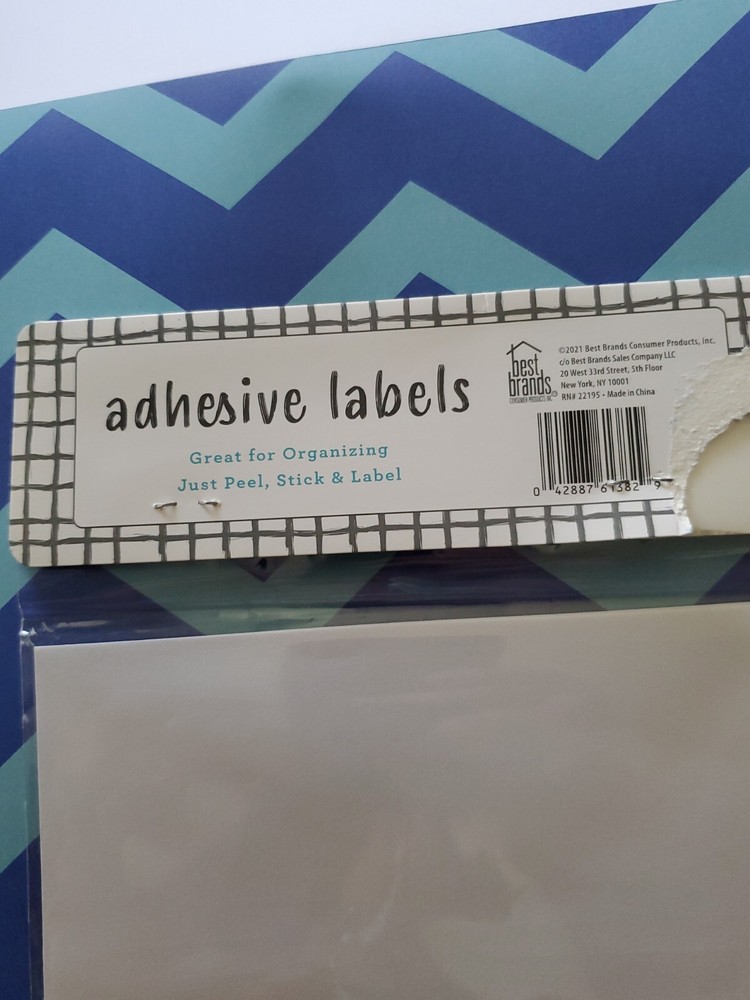 adhesive labels
Great for Organizing
Just Peel, Stick & Label
best
brands
CONSUMER PRODUCTS, INC.
©2021 Best Brands Consumer Products, Inc.
c/o Best Brands Sales Company LLC
20 West 33rd Street, 5th Floor
New York, NY 10001
RN# 22195 • Made in China
0 42887 61382 9